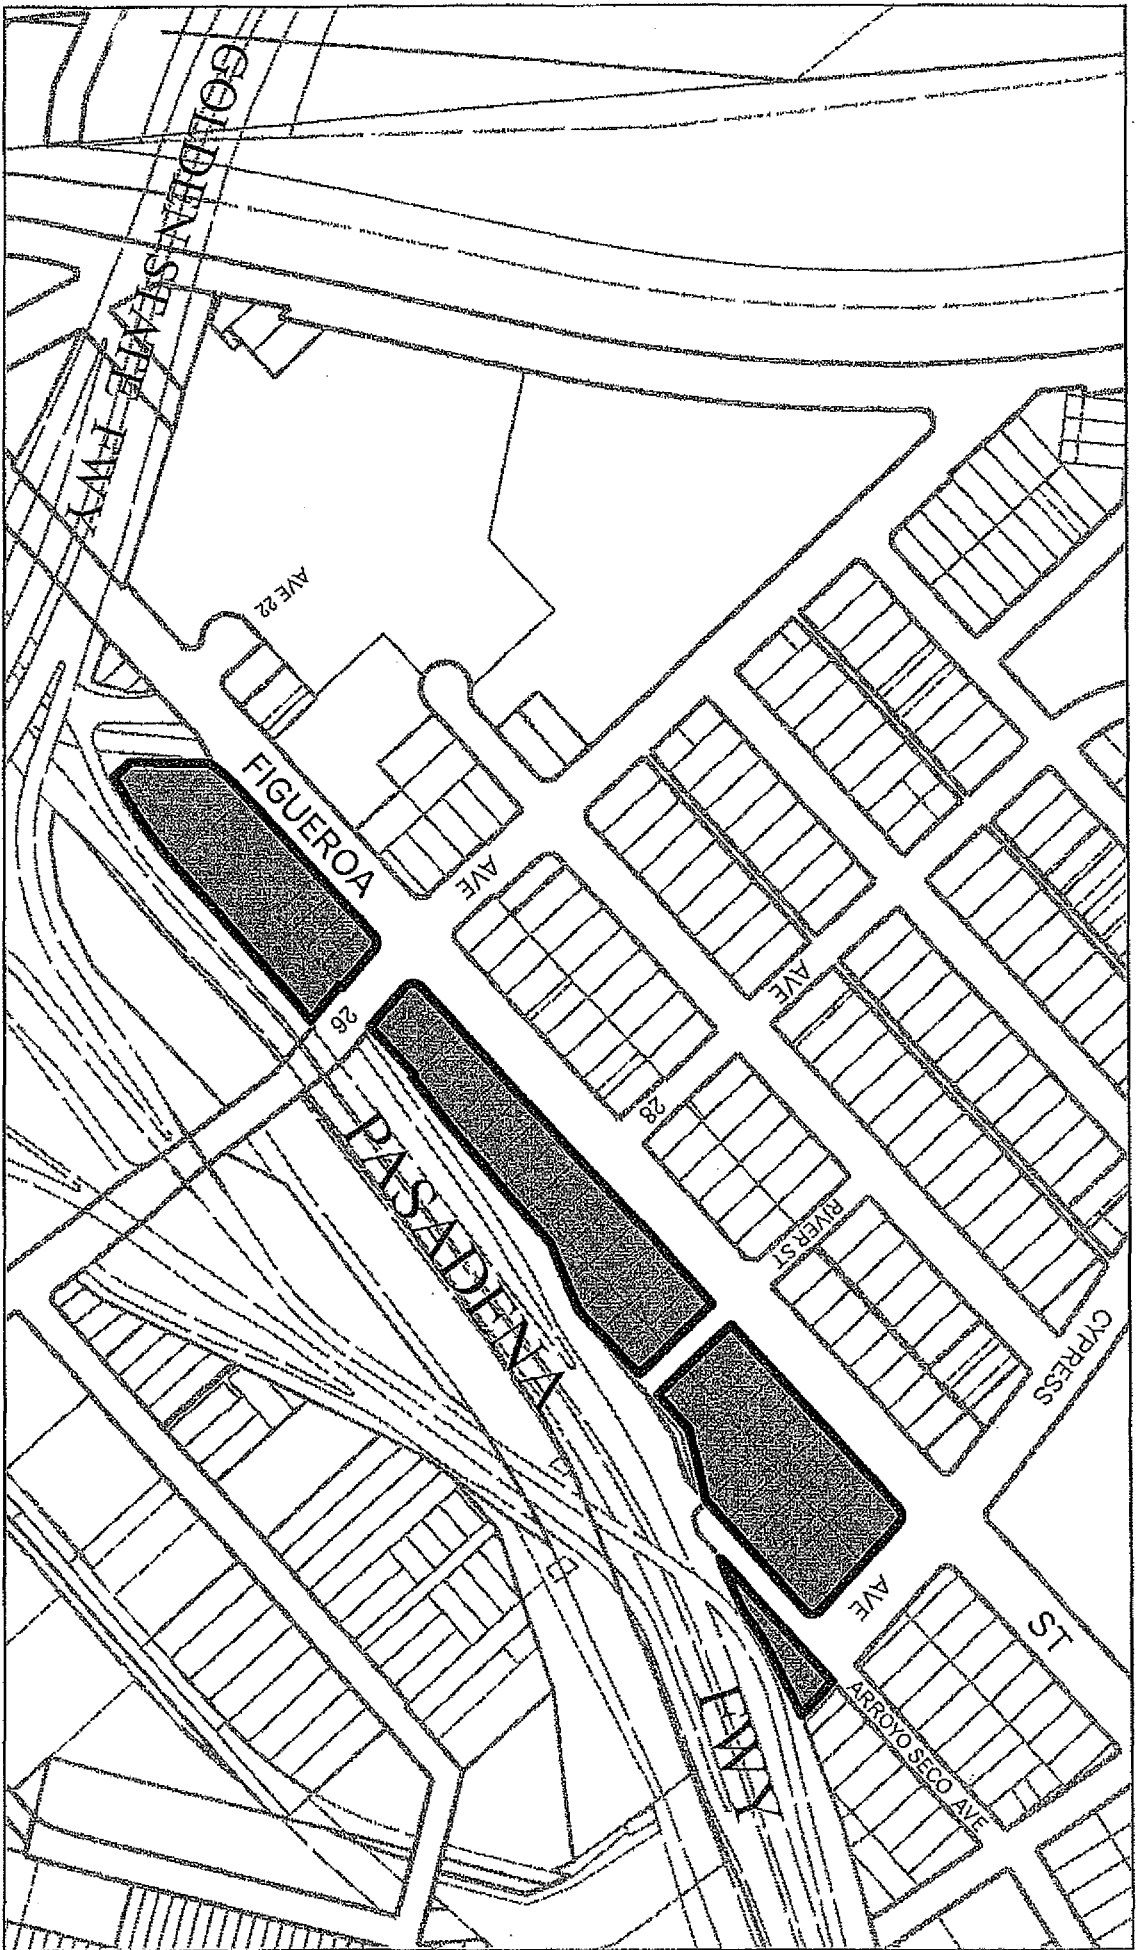 GOLDEN STATE FWY
AVE 22
FIGUEROA
AVE
26
AVE
28
RIVER ST
CYPRESS
PASADENA
AVE
ST
ARROYO SECO AVE
FWY